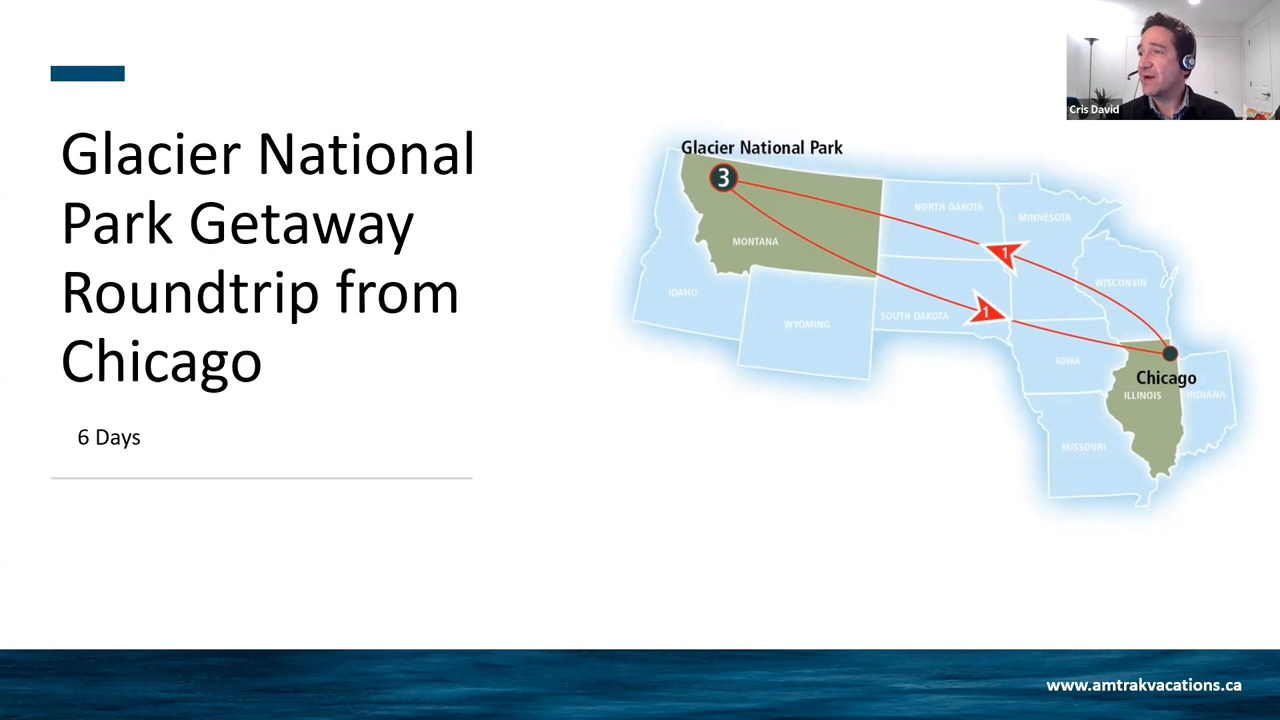 Glacier National
Park Getaway
Roundtrip from
Chicago
6 Days
Cris David
Glacier National Park
3
MONTANA
NORTH DAKOTA
MINNESOTA
1
WISCONSIN
IDAHO
WYOMING
SOUTH DAKOTA
1
IOWA
Chicago
ILLINOIS
INDIANA
MISSOURI
www.amtrakvacations.ca